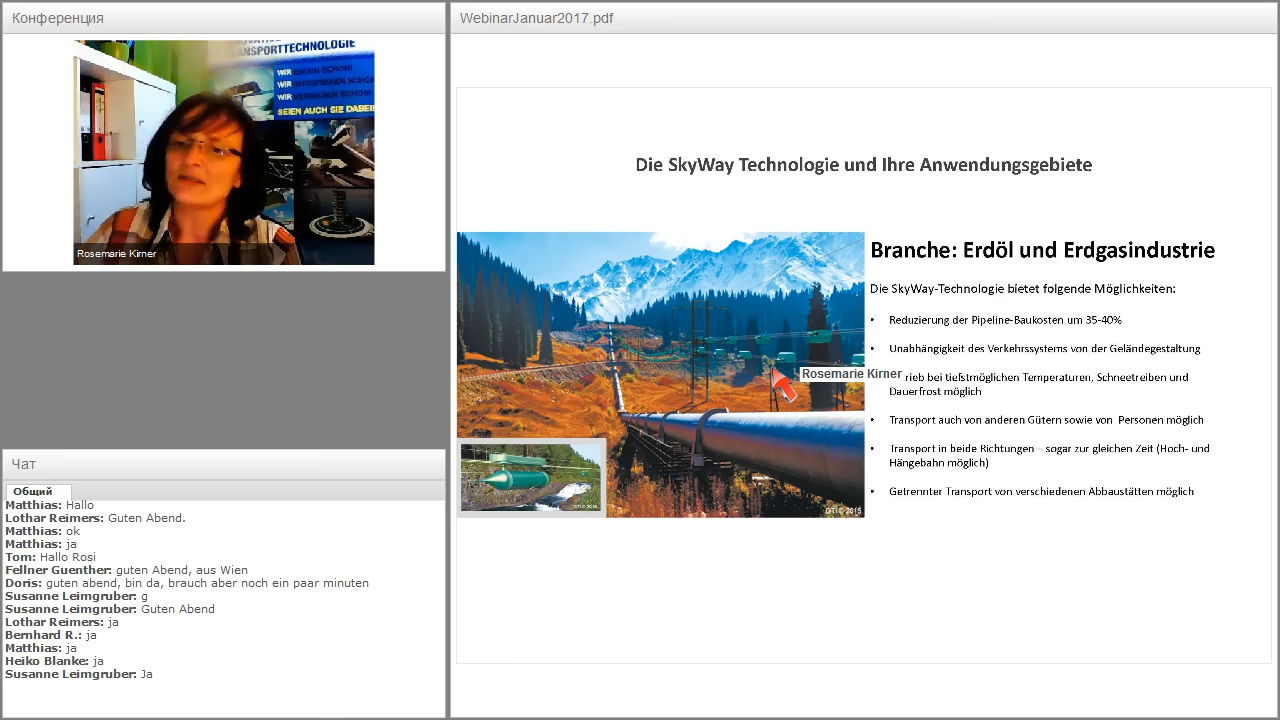 Конференция
WebinarJanuar2017.pdf
NSPORTTECHNOLOGIE
WIR
WIR
WIR
SEIEN AUCH SIE DABEI
Rosemarie Kirner
Die SkyWay Technologie und Ihre Anwendungsgebiete
Branche: Erdöl und Erdgasindustrie
Die SkyWay-Technologie bietet folgende Möglichkeiten:
• Reduzierung der Pipeline-Baukosten um 35-40%
• Unabhängigkeit des Verkehrssystems von der Geländegestaltung
Rosemarie Kirner
rieb bei tiefstmöglichen Temperaturen, Schneetreiben und
Dauerfrost möglich
• Transport auch von anderen Gütern sowie von Personen möglich
• Transport in beide Richtungen – sogar zur gleichen Zeit (Hoch- und
Hängebahn möglich)
• Getrennter Transport von verschiedenen Abbaustätten möglich
GTI © 2015
Чат
Общий
Matthias: Hallo
Lothar Reimers: Guten Abend.
Matthias: ok
Matthias: ja
Tom: Hallo Rosi
Fellner Guenther: guten Abend, aus Wien
Doris: guten abend, bin da, brauch aber noch ein paar minuten
Susanne Leimgruber: g
Susanne Leimgruber: Guten Abend
Lothar Reimers: ja
Bernhard R.: ja
Matthias: ja
Heiko Blanke: ja
Susanne Leimgruber: Ja